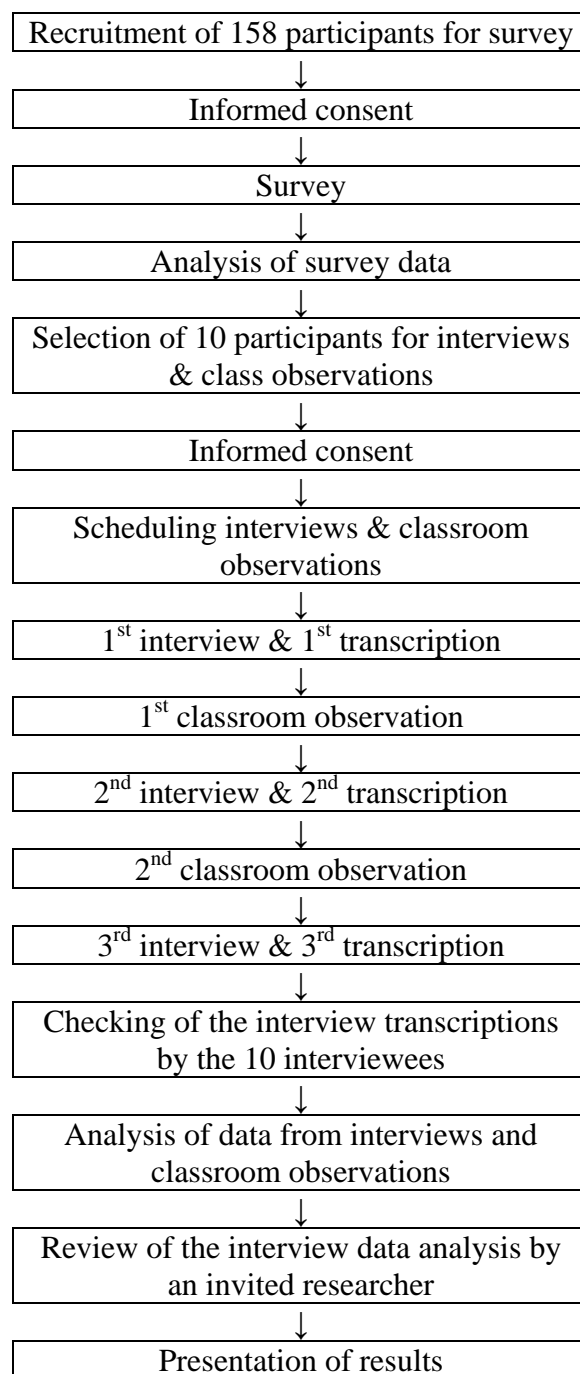 Recruitment of 158 participants for survey
↓
Informed consent
↓
Survey
↓
Analysis of survey data
↓
Selection of 10 participants for interviews
& class observations
↓
Informed consent
↓
Scheduling interviews & classroom
observations
↓
1st interview & 1st transcription
↓
1st classroom observation
↓
2nd interview & 2nd transcription
↓
2nd classroom observation
↓
3rd interview & 3rd transcription
↓
Checking of the interview transcriptions
by the 10 interviewees
↓
Analysis of data from interviews and
classroom observations
↓
Review of the interview data analysis by
an invited researcher
↓
Presentation of results